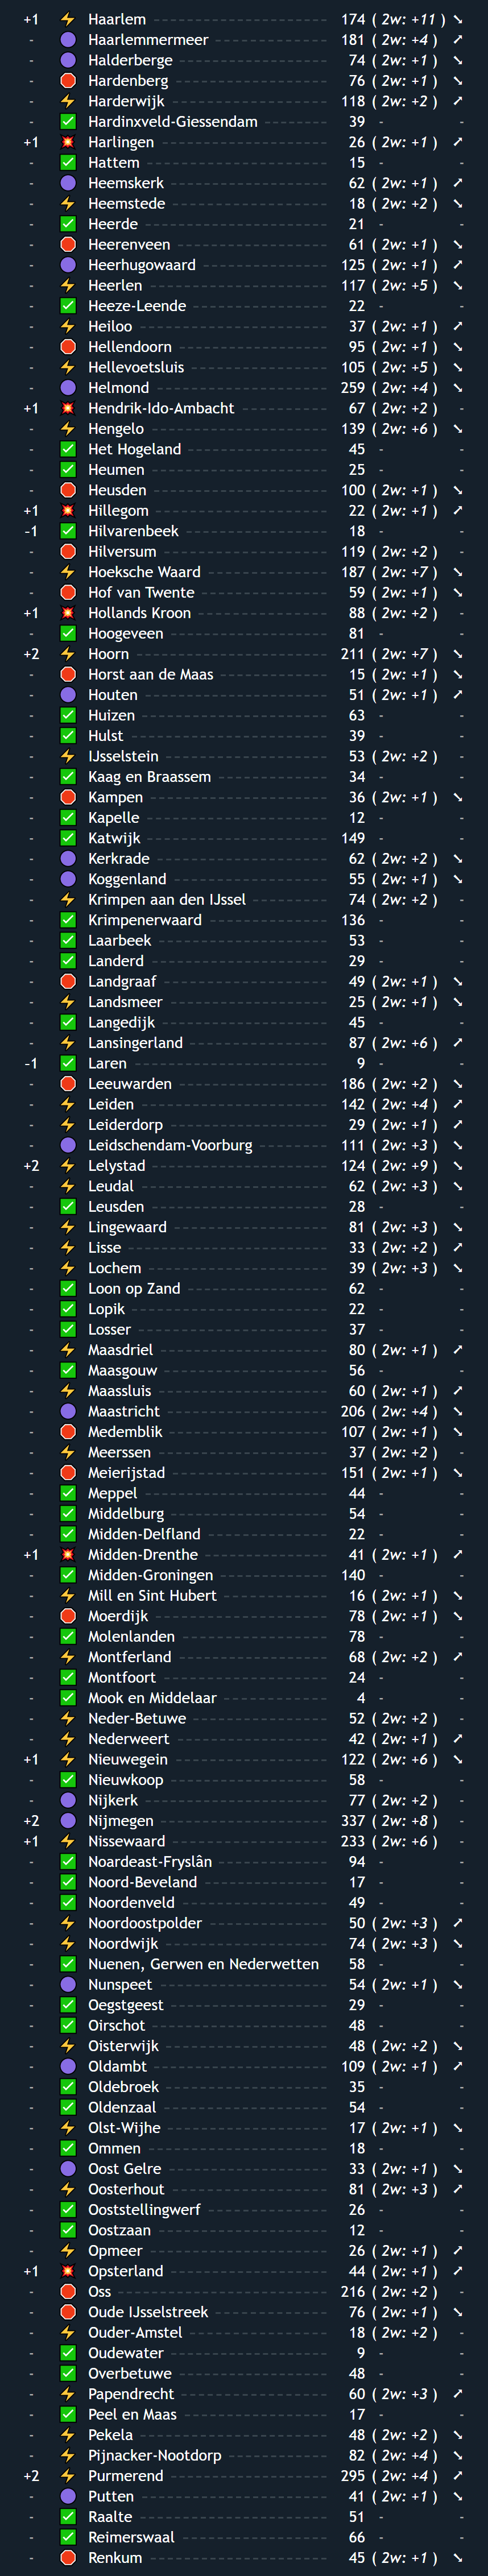 +1 ⚡ Haarlem 174 ( 2w: +11 ) ➘
- 🟣 Haarlemmermeer 181 ( 2w: +4 ) ➚
- 🟣 Halderberge 74 ( 2w: +1 ) ➘
- 🛑 Hardenberg 76 ( 2w: +1 ) ➘
- ⚡ Harderwijk 118 ( 2w: +2 ) ➚
- ✅ Hardinxveld-Giessendam 39 - -
+1 💥 Harlingen 26 ( 2w: +1 ) ➚
- ✅ Hattem 15 - -
- 🟣 Heemskerk 62 ( 2w: +1 ) ➚
- ⚡ Heemstede 18 ( 2w: +2 ) ➘
- ✅ Heerde 21 - -
- 🛑 Heerenveen 61 ( 2w: +1 ) ➘
- 🟣 Heerhugowaard 125 ( 2w: +1 ) ➚
- ⚡ Heerlen 117 ( 2w: +5 ) ➘
- ✅ Heeze-Leende 22 - -
- ⚡ Heiloo 37 ( 2w: +1 ) ➚
- 🛑 Hellendoorn 95 ( 2w: +1 ) ➘
- ⚡ Hellevoetsluis 105 ( 2w: +5 ) ➘
- 🟣 Helmond 259 ( 2w: +4 ) ➘
+1 💥 Hendrik-Ido-Ambacht 67 ( 2w: +2 ) -
- ⚡ Hengelo 139 ( 2w: +6 ) ➘
- ✅ Het Hogeland 45 - -
- ✅ Heumen 25 - -
- 🛑 Heusden 100 ( 2w: +1 ) ➘
+1 💥 Hillegom 22 ( 2w: +1 ) ➚
-1 ✅ Hilvarenbeek 18 - -
- 🛑 Hilversum 119 ( 2w: +2 ) -
- ⚡ Hoeksche Waard 187 ( 2w: +7 ) ➘
- 🛑 Hof van Twente 59 ( 2w: +1 ) ➘
+1 💥 Hollands Kroon 88 ( 2w: +2 ) -
- ✅ Hoogeveen 81 - -
+2 ⚡ Hoorn 211 ( 2w: +7 ) ➘
- 🛑 Horst aan de Maas 15 ( 2w: +1 ) ➘
- 🟣 Houten 51 ( 2w: +1 ) ➚
- ✅ Huizen 63 - -
- ✅ Hulst 39 - -
- ⚡ IJsselstein 53 ( 2w: +2 ) -
- ✅ Kaag en Braassem 34 - -
- 🛑 Kampen 36 ( 2w: +1 ) ➘
- ✅ Kapelle 12 - -
- ✅ Katwijk 149 - -
- 🟣 Kerkrade 62 ( 2w: +2 ) ➘
- 🟣 Koggenland 55 ( 2w: +1 ) ➘
- ⚡ Krimpen aan den IJssel 74 ( 2w: +2 ) -
- ✅ Krimpenerwaard 136 - -
- ✅ Laarbeek 53 - -
- ✅ Landerd 29 - -
- 🛑 Landgraaf 49 ( 2w: +1 ) ➘
- ⚡ Landsmeer 25 ( 2w: +1 ) ➘
- ✅ Langedijk 45 - -
- ⚡ Lansingerland 87 ( 2w: +6 ) ➚
-1 ✅ Laren 9 - -
- 🛑 Leeuwarden 186 ( 2w: +2 ) ➘
- ⚡ Leiden 142 ( 2w: +4 ) ➚
- ⚡ Leiderdorp 29 ( 2w: +1 ) ➚
- 🟣 Leidschendam-Voorburg 111 ( 2w: +3 ) ➘
+2 ⚡ Lelystad 124 ( 2w: +9 ) ➘
- ⚡ Leudal 62 ( 2w: +3 ) ➘
- ✅ Leusden 28 - -
- ⚡ Lingewaard 81 ( 2w: +3 ) ➘
- ⚡ Lisse 33 ( 2w: +2 ) ➚
- ⚡ Lochem 39 ( 2w: +3 ) ➘
- ✅ Loon op Zand 62 - -
- ✅ Lopik 22 - -
- ✅ Losser 37 - -
- ⚡ Maasdriel 80 ( 2w: +1 ) ➚
- ✅ Maasgouw 56 - -
- ⚡ Maassluis 60 ( 2w: +1 ) ➚
- 🟣 Maastricht 206 ( 2w: +4 ) ➘
- 🛑 Medemblik 107 ( 2w: +1 ) ➘
- ⚡ Meerssen 37 ( 2w: +2 ) -
- 🛑 Meierijstad 151 ( 2w: +1 ) ➘
- ✅ Meppel 44 - -
- ✅ Middelburg 54 - -
- ✅ Midden-Delfland 22 - -
+1 💥 Midden-Drenthe 41 ( 2w: +1 ) ➚
- ✅ Midden-Groningen 140 - -
- ⚡ Mill en Sint Hubert 16 ( 2w: +1 ) ➘
- 🛑 Moerdijk 78 ( 2w: +1 ) ➘
- ✅ Molenlanden 78 - -
- ⚡ Montferland 68 ( 2w: +2 ) ➚
- ✅ Montfoort 24 - -
- ✅ Mook en Middelaar 4 - -
- ⚡ Neder-Betuwe 52 ( 2w: +2 ) -
- ⚡ Nederweert 42 ( 2w: +1 ) ➚
+1 ⚡ Nieuwegein 122 ( 2w: +6 ) ➘
- ✅ Nieuwkoop 58 - -
- 🟣 Nijkerk 77 ( 2w: +2 ) -
+2 🟣 Nijmegen 337 ( 2w: +8 ) -
+1 ⚡ Nissewaard 233 ( 2w: +6 ) ➘
- ✅ Noardeast-Fryslân 94 - -
- ✅ Noord-Beveland 17 - -
- ✅ Noordenveld 49 - -
- ⚡ Noordoostpolder 50 ( 2w: +3 ) ➚
- ⚡ Noordwijk 74 ( 2w: +3 ) ➘
- ✅ Nuenen, Gerwen en Nederwetten 58 - -
- 🟣 Nunspeet 54 ( 2w: +1 ) ➘
- ✅ Oegstgeest 29 - -
- ✅ Oirschot 48 - -
- ⚡ Oisterwijk 48 ( 2w: +2 ) ➘
- 🟣 Oldambt 109 ( 2w: +1 ) ➚
- ✅ Oldebroek 35 - -
- ✅ Oldenzaal 54 - -
- ⚡ Olst-Wijhe 17 ( 2w: +1 ) ➘
- ✅ Ommen 18 - -
- 🟣 Oost Gelre 33 ( 2w: +1 ) ➘
- ⚡ Oosterhout 81 ( 2w: +3 ) ➚
- ✅ Ooststellingwerf 26 - -
- ✅ Oostzaan 12 - -
- ⚡ Opmeer 26 ( 2w: +1 ) ➚
+1 💥 Opsterland 44 ( 2w: +1 ) ➚
- 🛑 Oss 216 ( 2w: +2 ) -
- 🛑 Oude IJsselstreek 76 ( 2w: +1 ) ➘
- ⚡ Ouder-Amstel 18 ( 2w: +2 ) -
- ✅ Oudewater 9 - -
- ✅ Overbetuwe 48 - -
- ⚡ Papendrecht 60 ( 2w: +3 ) ➚
- ✅ Peel en Maas 17 - -
- ⚡ Pekela 48 ( 2w: +2 ) ➘
- ⚡ Pijnacker-Nootdorp 82 ( 2w: +4 ) ➘
+2 ⚡ Purmerend 295 ( 2w: +4 ) ➚
- 🟣 Putten 41 ( 2w: +1 ) ➘
- ✅ Raalte 51 - -
- ✅ Reimerswaal 66 - -
- 🛑 Renkum 45 ( 2w: +1 ) ➘